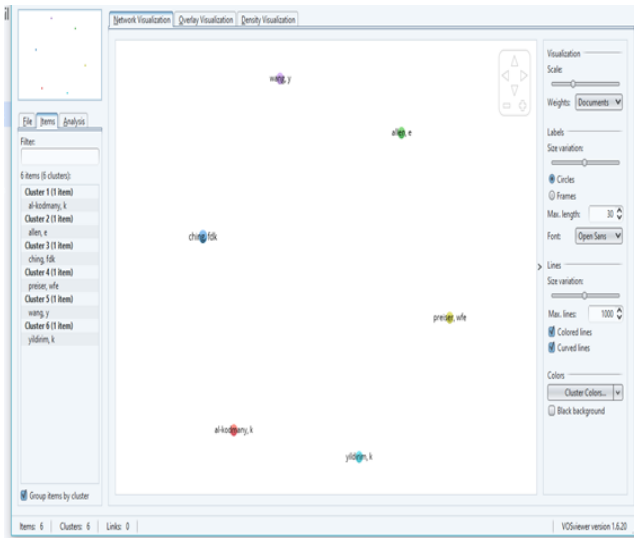 il
Network Visualization Overlay Visualization Density Visualization
wang, y
allen, e
ching, fdk
preiser, wfe
al-kodmany, k
yildirim, k
File Items Analysis
Filter:
6 items (6 clusters):
Cluster 1 (1 item)
al-kodmany, k
Cluster 2 (1 item)
allen, e
Cluster 3 (1 item)
ching, fdk
Cluster 4 (1 item)
preiser, wfe
Cluster 5 (1 item)
wang, y
Cluster 6 (1 item)
yildirim, k
Group items by cluster
Visualization
Scale:
Weights: Documents
Labels
Size variation:
Circles
Frames
Max. length: 30
Font: Open Sans
>
Lines
Size variation:
Max. lines: 1000
Colored lines
Curved lines
Colors
Cluster Colors...
Black background
Items: 6 Clusters: 6 Links: 0 VOSviewer version 1.6.20